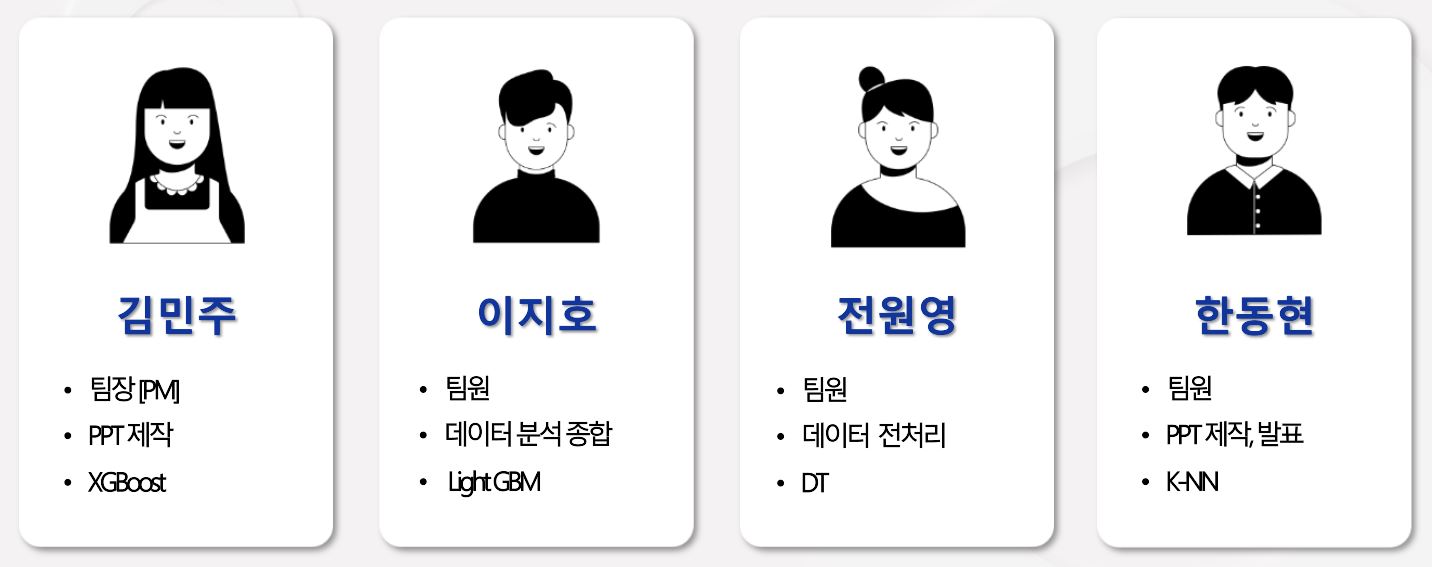 김민주
• 팀장 [PM]
• PPT 제작
• XGBoost
이지호
• 팀원
• 데이터 분석 종합
• Light GBM
전원영
• 팀원
• 데이터 전처리
• DT
한동현
• 팀원
• PPT 제작, 발표
• K-NN